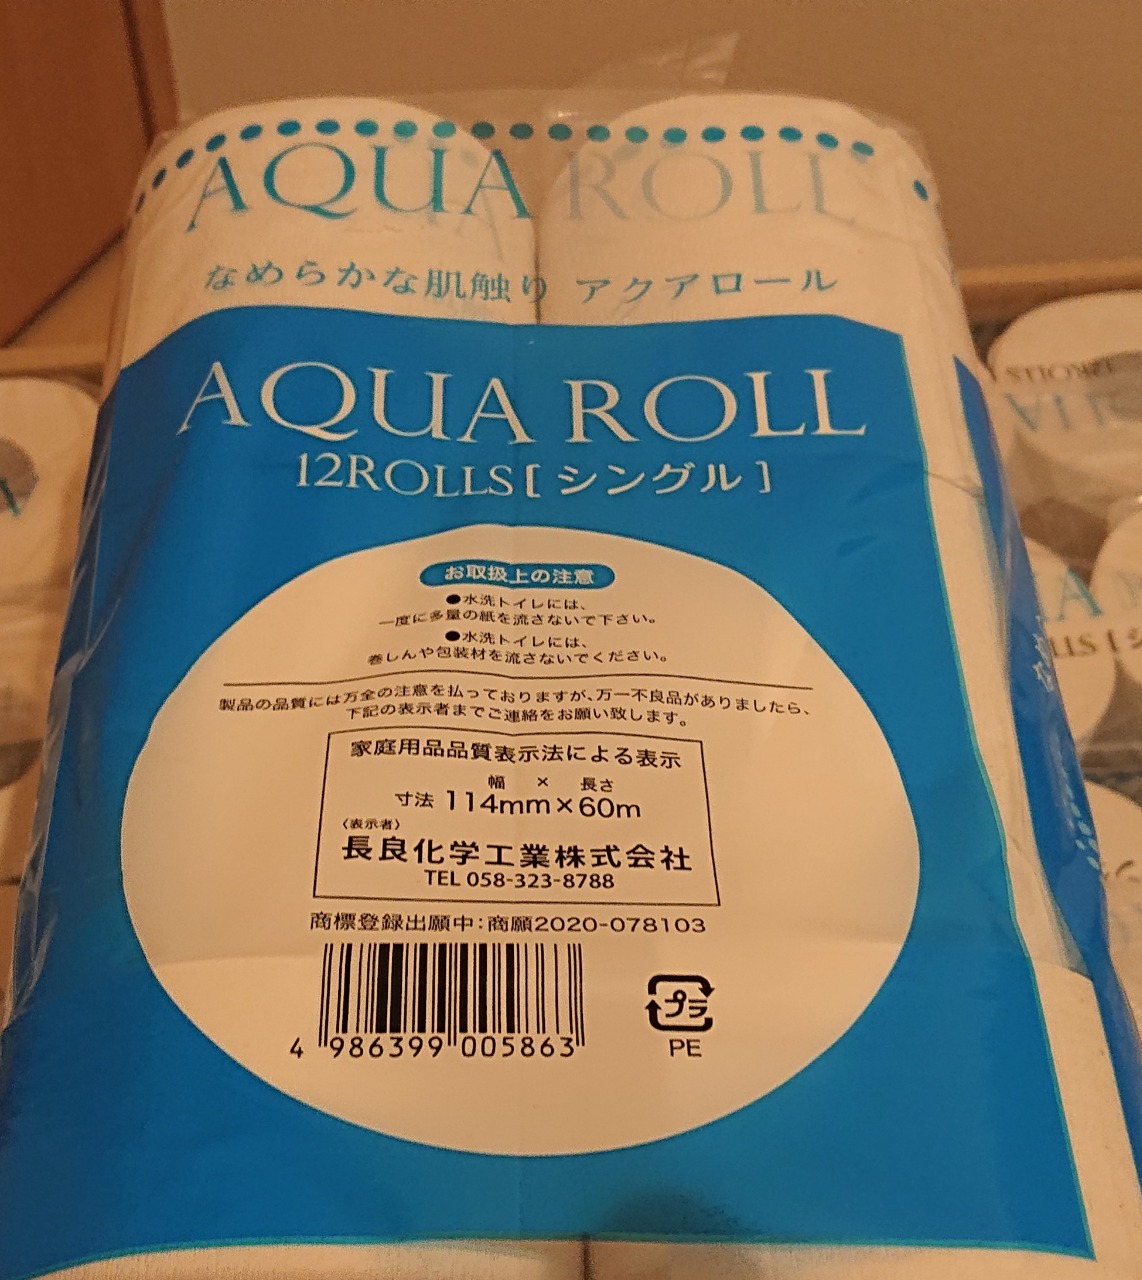 AQUA ROLL
なめらかな肌触り アクアロール
AQUA ROLL
12ROLLS[シングル]
お取扱上の注意
●水洗トイレには、
一度に多量の紙を流さないで下さい。
●水洗トイレには、
巻しんや包装材を流さないでください。
製品の品質には万全の注意を払っておりますが、万一不良品がありましたら、
下記の表示者までご連絡をお願い致します。
家庭用品品質表示法による表示
幅 × 長さ
寸法 114mm×60m
〈表示者〉
長良化学工業株式会社
TEL 058-323-8788
商標登録出願中:商願2020-078103
4 986399 005863
プラ
PE
12ROLLS